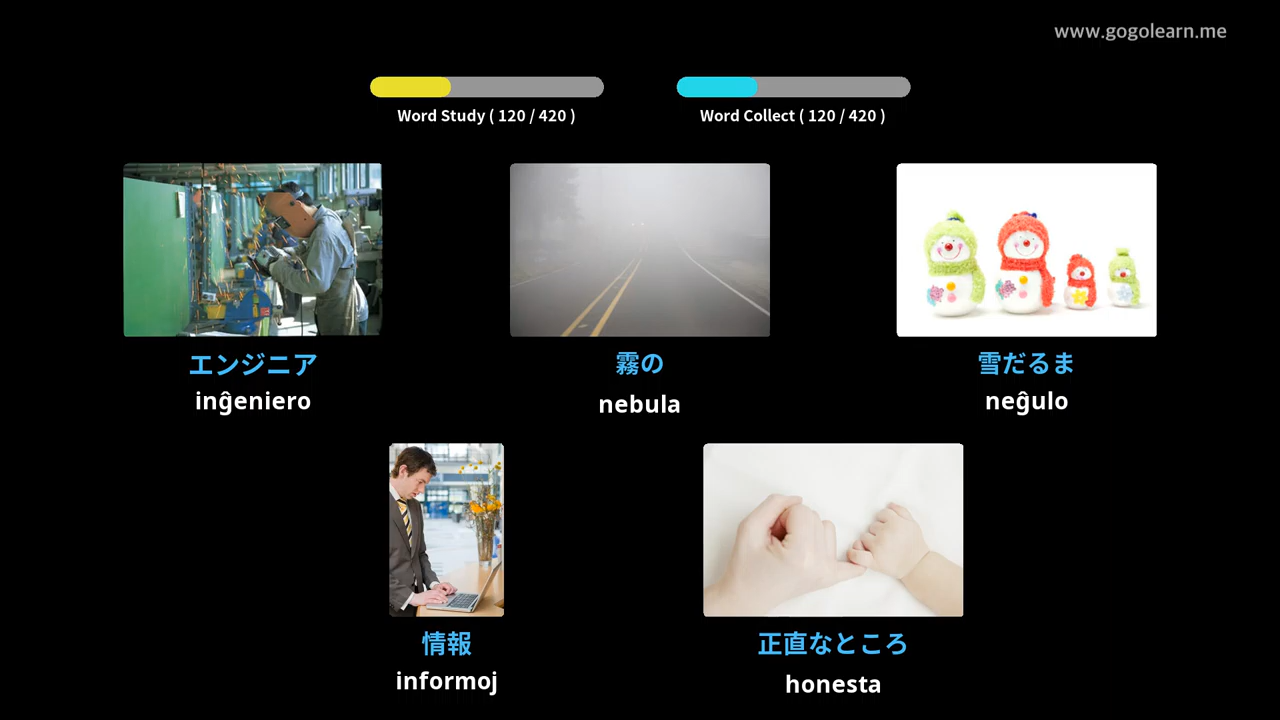 www.gogolearn.me
Word Study ( 120 / 420 )
Word Collect ( 120 / 420 )
エンジニア
inĝeniero
霧の
nebula
雪だるま
neĝulo
情報
informoj
正直なところ
honesta